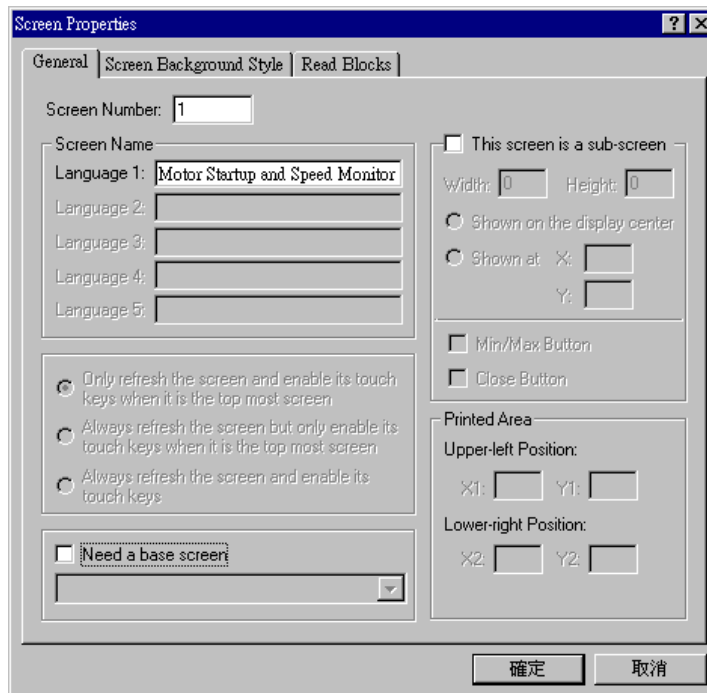 Screen Properties
General
Screen Background Style
Read Blocks
Screen Number: 1
Screen Name
Language 1: Motor Startup and Speed Monitor
Language 2:
Language 3:
Language 4:
Language 5:
Only refresh the screen and enable its touch
keys when it is the top most screen
Always refresh the screen but only enable its
touch keys when it is the top most screen
Always refresh the screen and enable its
touch keys
Need a base screen
This screen is a sub-screen
Width: 0 Height: 0
Shown on the display center
Shown at X:
Y:
Min/Max Button
Close Button
Printed Area
Upper-left Position:
X1: Y1:
Lower-right Position:
X2: Y2:
確定
取消